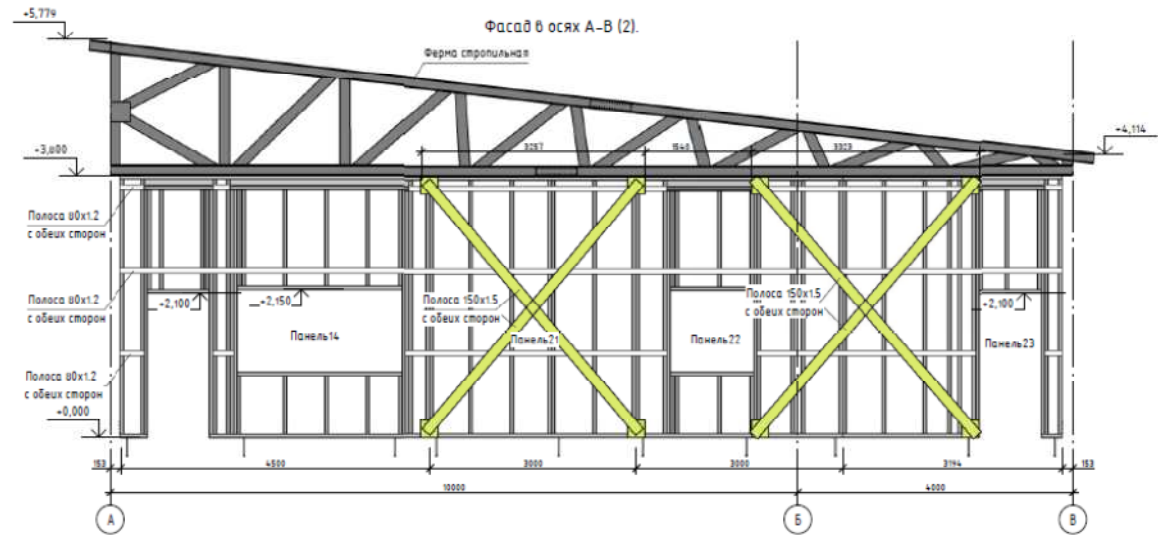 +5,779
Фасад в осях А-В (2).
Ферма стропильная
+4,114
+3,800
3257
1540
3323
Полоса 80х1.2
с обеих сторон
Полоса 80х1.2
с обеих сторон
+2,100
+2,150
Полоса 150х1.5
с обеих сторон
Полоса 150х1.5
с обеих сторон
+2,100
Панель14
Панель21
Панель22
Панель23
Полоса 80х1.2
с обеих сторон
+0,000
153
4500
3000
3000
3194
153
10000
4000
А
Б
В